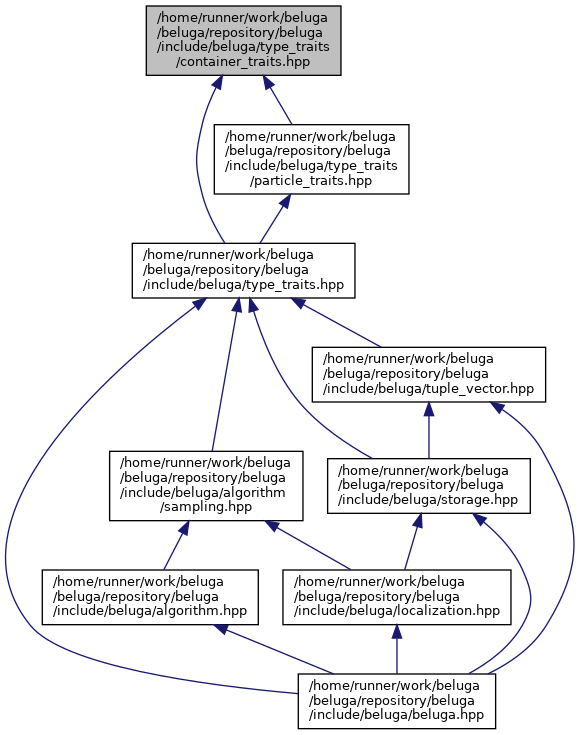 /home/runner/work/beluga
/beluga/repository/beluga
/include/beluga/type_traits
/container_traits.hpp
/home/runner/work/beluga
/beluga/repository/beluga
/include/beluga/type_traits
/particle_traits.hpp
/home/runner/work/beluga
/beluga/repository/beluga
/include/beluga/type_traits.hpp
/home/runner/work/beluga
/beluga/repository/beluga
/include/beluga/tuple_vector.hpp
/home/runner/work/beluga
/beluga/repository/beluga
/include/beluga/algorithm
/sampling.hpp
/home/runner/work/beluga
/beluga/repository/beluga
/include/beluga/storage.hpp
/home/runner/work/beluga
/beluga/repository/beluga
/include/beluga/algorithm.hpp
/home/runner/work/beluga
/beluga/repository/beluga
/include/beluga/localization.hpp
/home/runner/work/beluga
/beluga/repository/beluga
/include/beluga/beluga.hpp